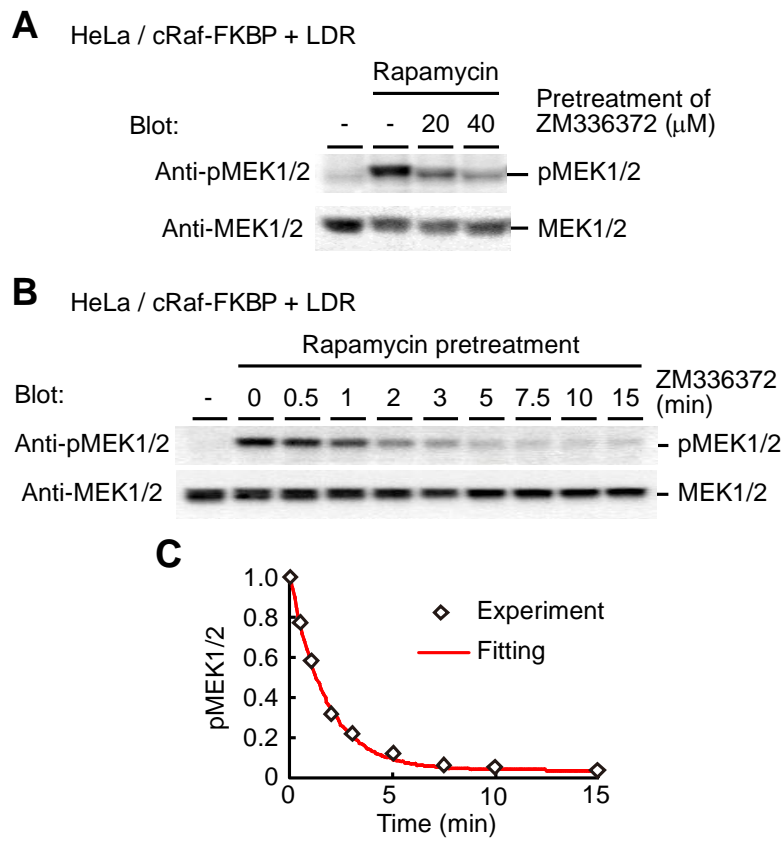 A HeLa / cRaf-FKBP + LDR
Rapamycin
Pretreatment of
Blot: - - 20 40 ZM336372 (μM)
Anti-pMEK1/2 pMEK1/2
Anti-MEK1/2 MEK1/2
B HeLa / cRaf-FKBP + LDR
Rapamycin pretreatment
Blot: - 0 0.5 1 2 3 5 7.5 10 15 ZM336372
(min)
Anti-pMEK1/2 pMEK1/2
Anti-MEK1/2 MEK1/2
C
1.0
0.8
0.6
0.4
0.2
0
pMEK1/2
Experiment
Fitting
0 5 10 15
Time (min)